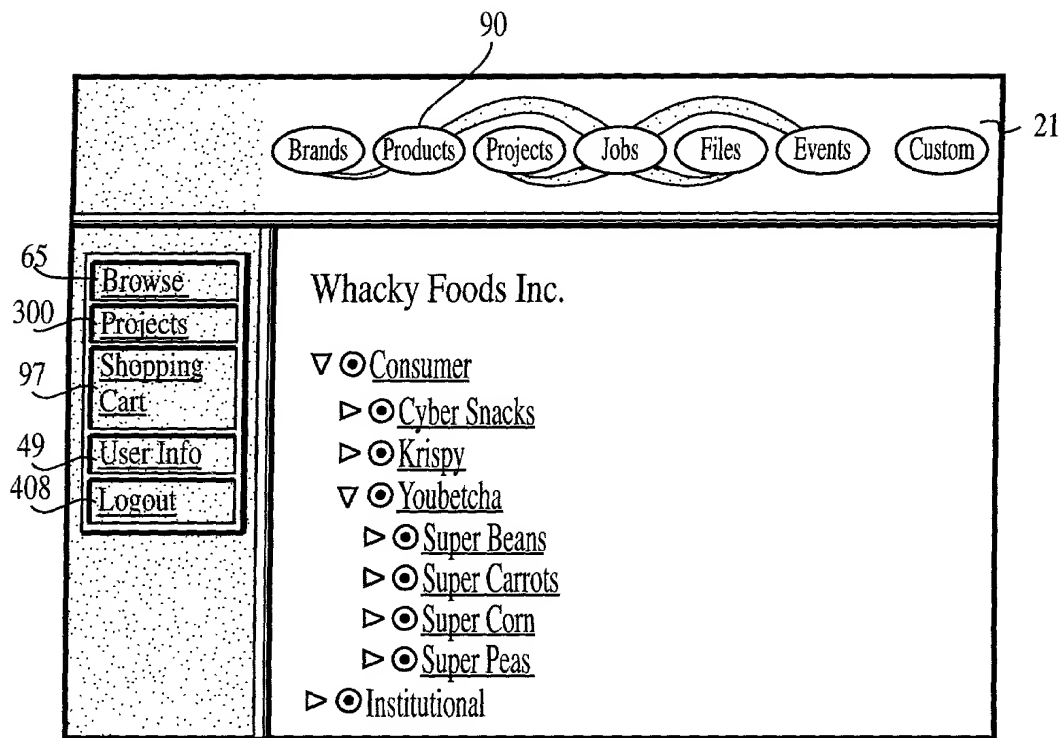 90
21
Brands Products Projects Jobs Files Events Custom
65
Browse
300
Projects
97
Shopping
Cart
49
User Info
408
Logout
Whacky Foods Inc.
Consumer
Cyber Snacks
Krispy
Youbetcha
Super Beans
Super Carrots
Super Corn
Super Peas
Institutional